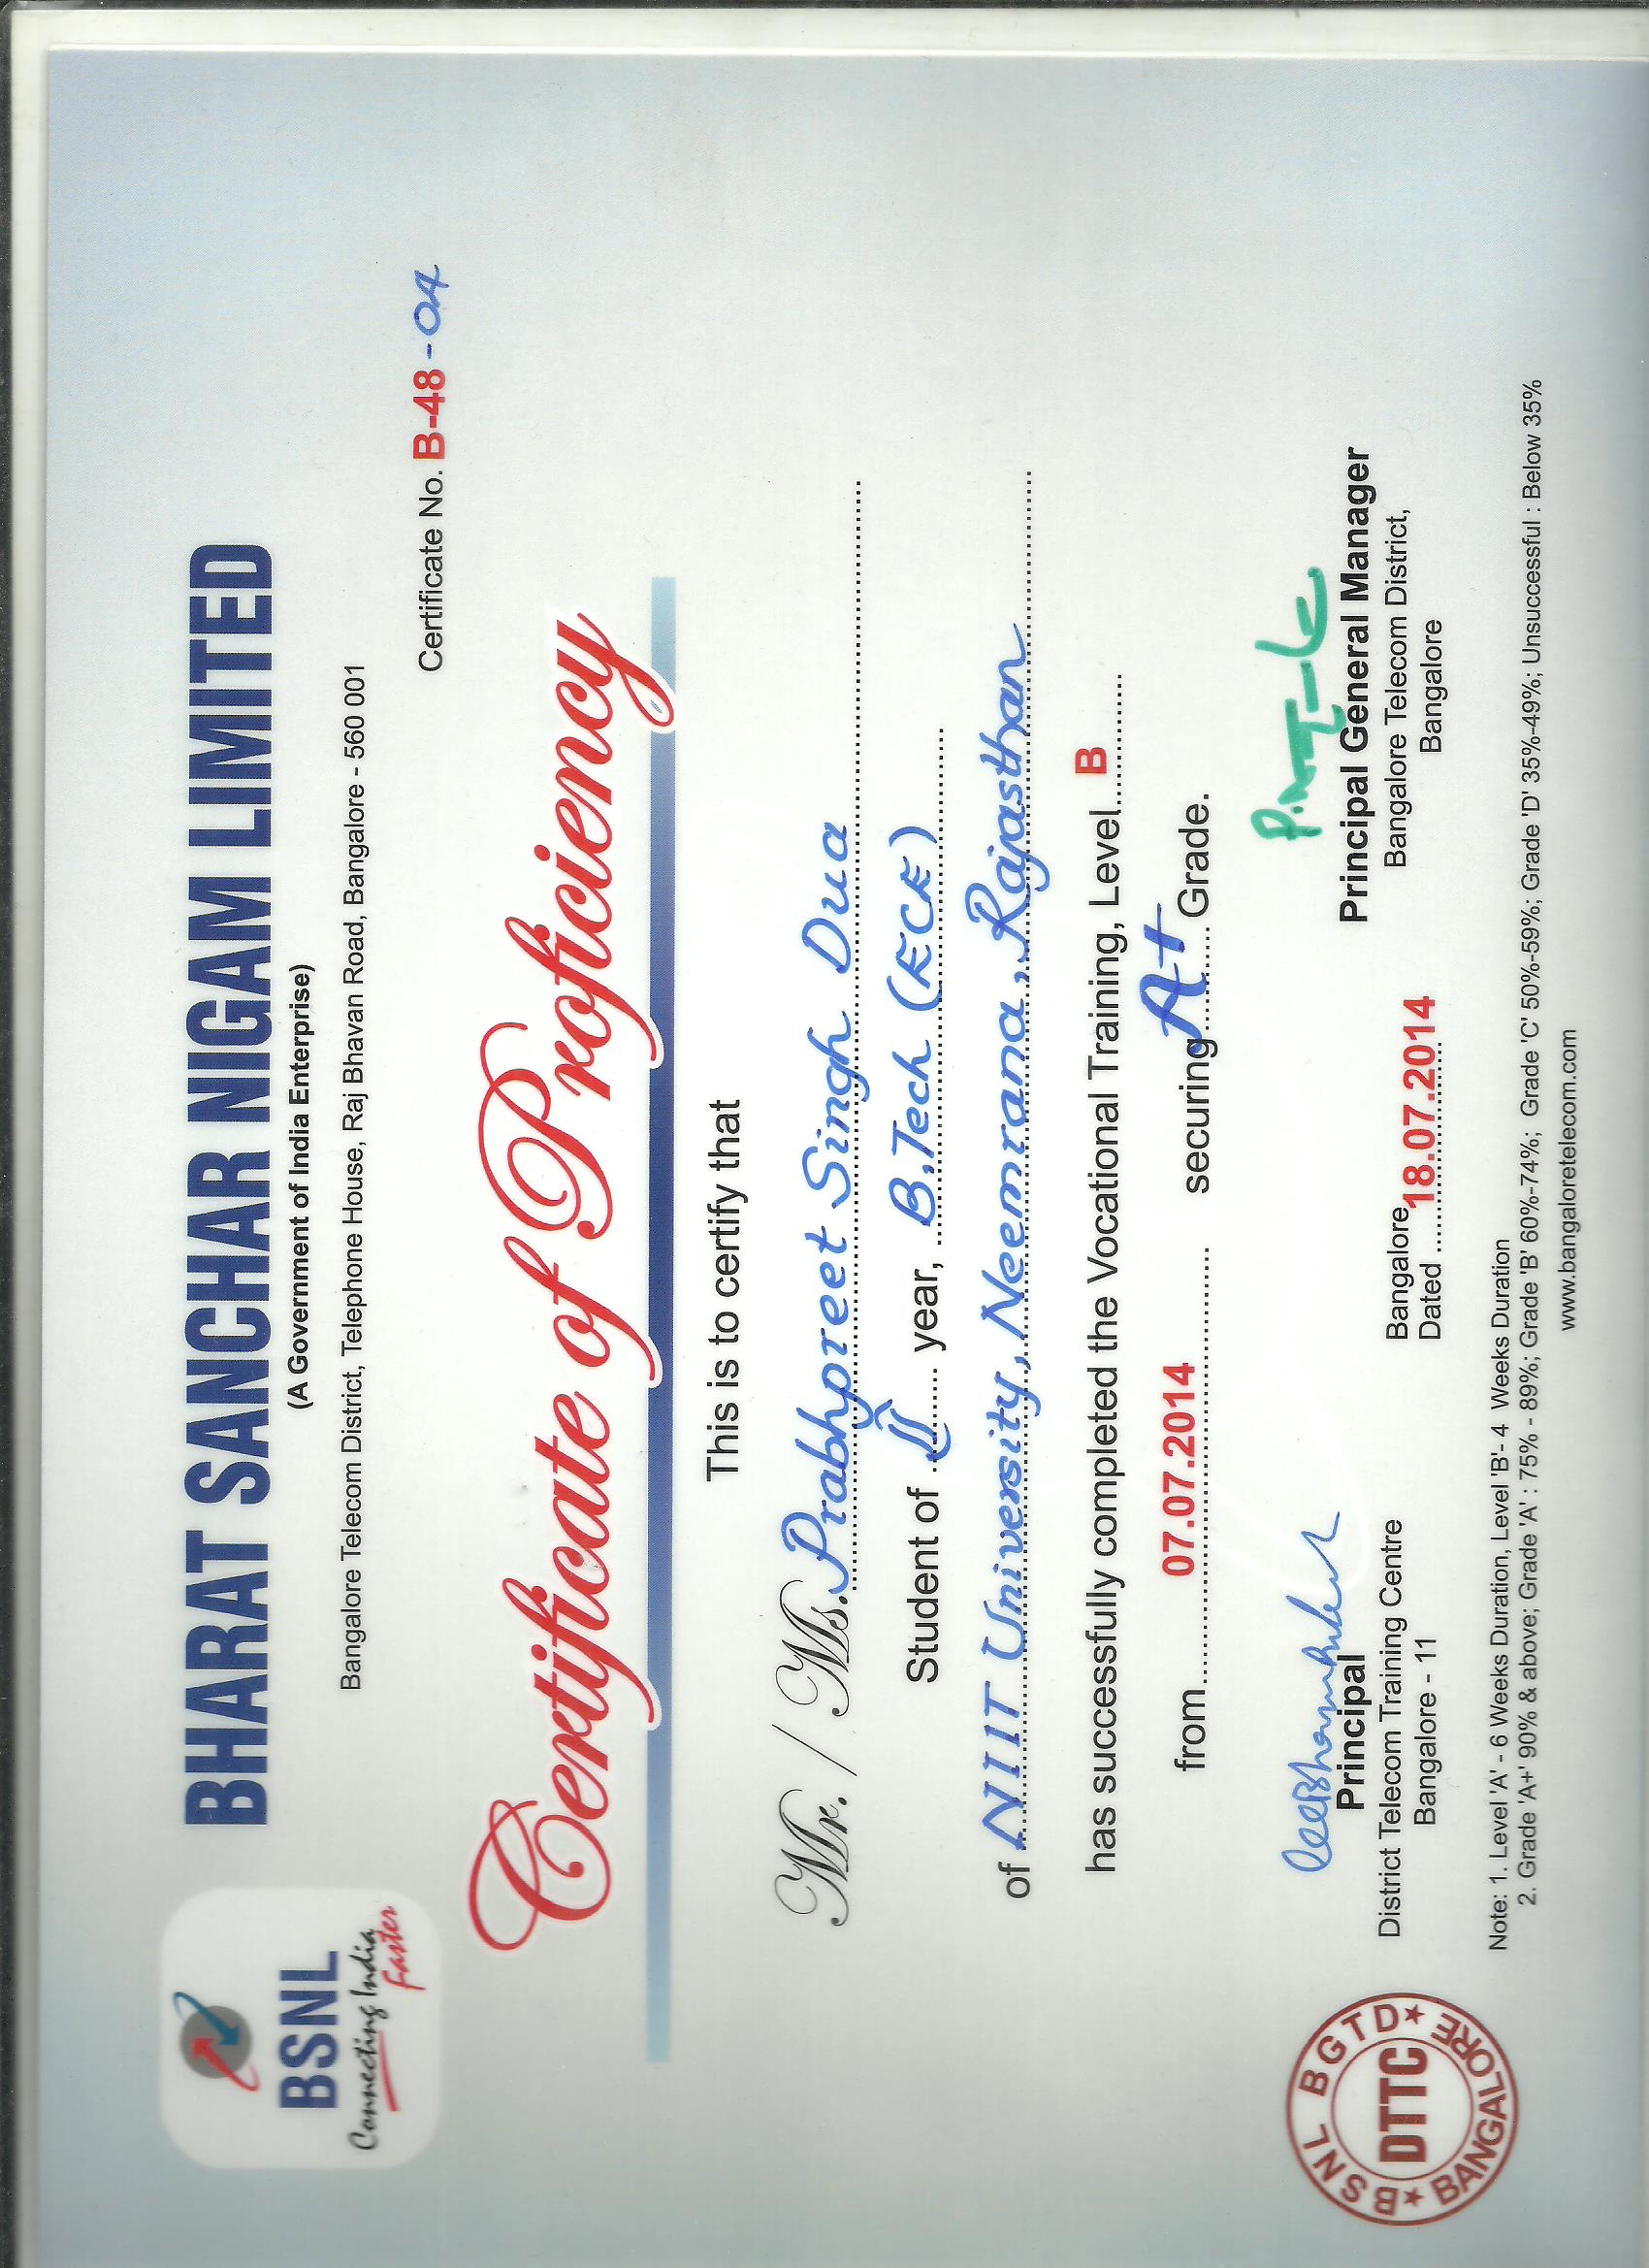 BSNL
Connecting India
faster
BHARAT SANCHAR NIGAM LIMITED
(A Government of India Enterprise)
Bangalore Telecom District, Telephone House, Raj Bhavan Road, Bangalore - 560 001
Certificate No. B-48 - 04
Certificate of Proficiency
This is to certify that
Mr. / Ms. Prabhpreet Singh Dua
Student of II year, B.Tech (ECE)
of NIIT University, Neemrana, Rajasthan
has successfully completed the Vocational Training, Level B
from 07.07.2014 securing A+ Grade.
Principal
District Telecom Training Centre
Bangalore - 11
Bangalore
Dated 18.07.2014
Principal General Manager
Bangalore Telecom District,
Bangalore
BSNL BGTD
DTTC
BANGALORE
Note: 1. Level 'A' - 6 Weeks Duration, Level 'B'- 4 Weeks Duration
2. Grade 'A+' 90% & above; Grade 'A' : 75% - 89%; Grade 'B' 60%-74%; Grade 'C' 50%-59%; Grade 'D' 35%-49%; Unsuccessful : Below 35%
www.bangaloretelecom.com